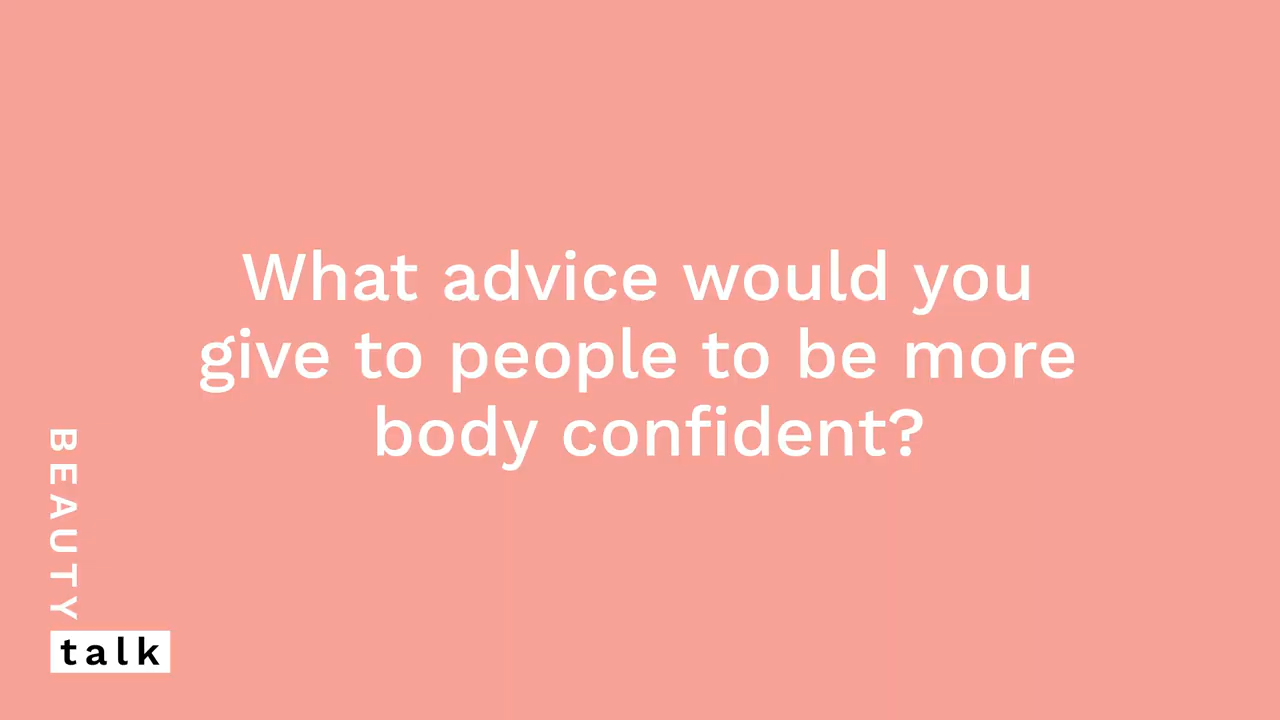 What advice would you
give to people to be more
body confident?
BEAUTY
talk